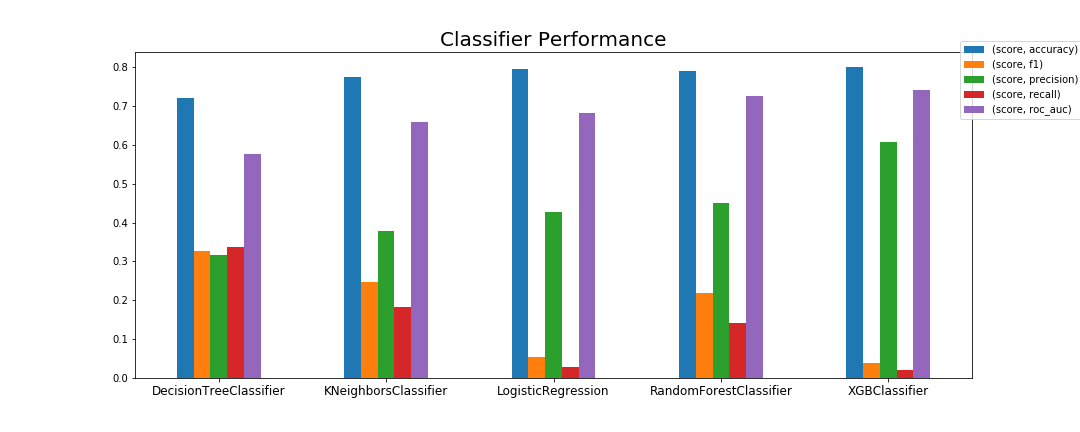 Classifier Performance
(score, accuracy)
(score, f1)
(score, precision)
(score, recall)
(score, roc_auc)
0.8
0.7
0.6
0.5
0.4
0.3
0.2
0.1
0.0
DecisionTreeClassifier KNeighborsClassifier LogisticRegression RandomForestClassifier XGBClassifier